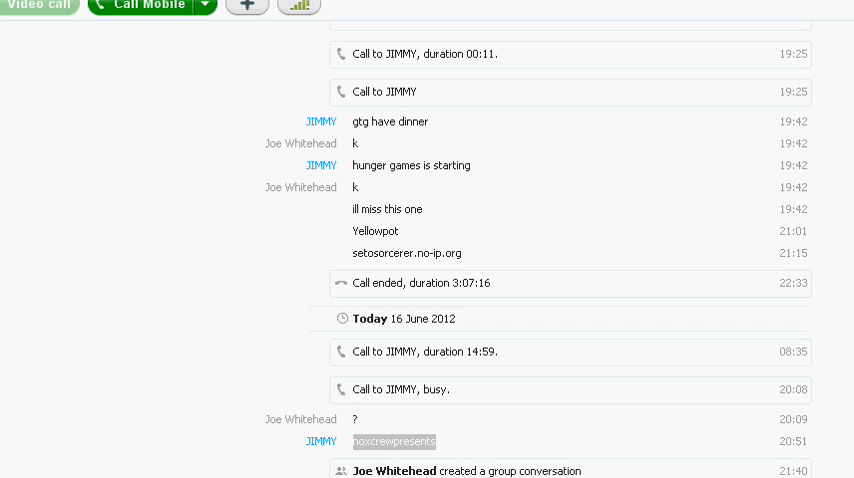 Video call Call Mobile
Call to JIMMY, duration 00:11. 19:25
Call to JIMMY 19:25
JIMMY gtg have dinner 19:42
Joe Whitehead k 19:42
JIMMY hunger games is starting 19:42
Joe Whitehead k 19:42
ill miss this one 19:42
Yellowpot 21:01
setosorcerer.no-ip.org 21:15
Call ended, duration 3:07:16 22:33
Today 16 June 2012
Call to JIMMY, duration 14:59. 08:35
Call to JIMMY, busy. 20:08
Joe Whitehead ? 20:09
JIMMY noxcrewpresents 20:51
Joe Whitehead created a group conversation 21:40